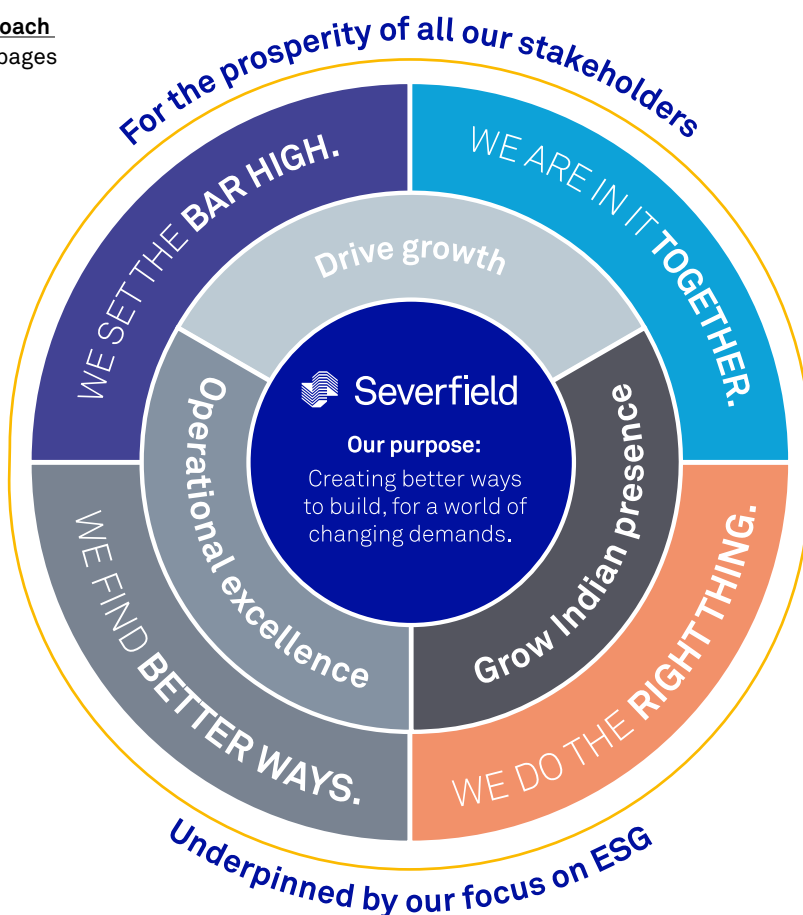 oach
pages
For the prosperity of all our stakeholders
WE SET THE BAR HIGH.
WE ARE IN IT TOGETHER.
Drive growth
Operational excellence
Grow Indian presence
Severfield
Our purpose:
Creating better ways
to build, for a world of
changing demands.
WE FIND BETTER WAYS.
WE DO THE RIGHT THING.
Underpinned by our focus on ESG